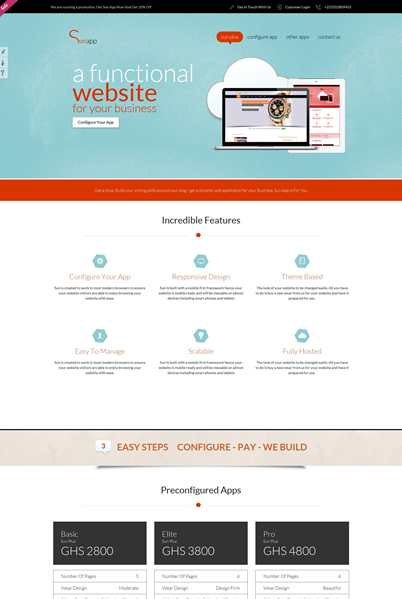 We are running a promotion. Get Sun App Now And Get 10% Off
Get In Touch With Us
Customer Login
Sunapp
sun plus
configure app
other apps
contact us
a functional
website
for your business
Configure Your App
Get a Shop, Build your writing skills around your blog - get a dynamic web application for your Business. Sun App Is For You
Incredible Features
Configure Your App
Sun is created to work in most modern browsers to ensure
your website visitors are able to enjoy browsing your
website with ease.
Responsive Design
Sun is built with a mobile first framework hence your
website is mobile ready and will be viewable on almost
devices including smart phones and tablets
Theme Based
The look of your website to be changed easily. All you have
to do is buy a new wear from us for your website and have it
prepared for use .
Easy To Manage
Sun is created to work in most modern browsers to ensure
your website visitors are able to enjoy browsing your
website with ease.
Scalable
Sun is built with a mobile first framework hence your
website is mobile ready and will be viewable on almost
devices including smart phones and tablets
Fully Hosted
The look of your website to be changed easily. All you have
to do is buy a new wear from us for your website and have it
prepared for use .
3 EASY STEPS CONFIGURE - PAY - WE BUILD
Preconfigured Apps
Basic
Sun Plus
GHS 2800
Number Of Pages 5
Wear Design Moderate
Elite
Sun Plus
GHS 3800
Number Of Pages 6
Wear Design Design Firm
Pro
Sun Plus
GHS 4800
Number Of Pages 6
Wear Design Beautiful